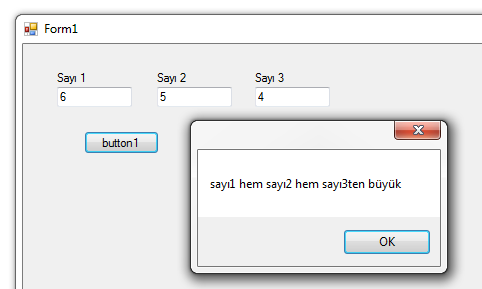 Form1
Sayı 1 Sayı 2 Sayı 3
6 5 4
button1
sayı1 hem sayı2 hem sayı3ten büyük
OK